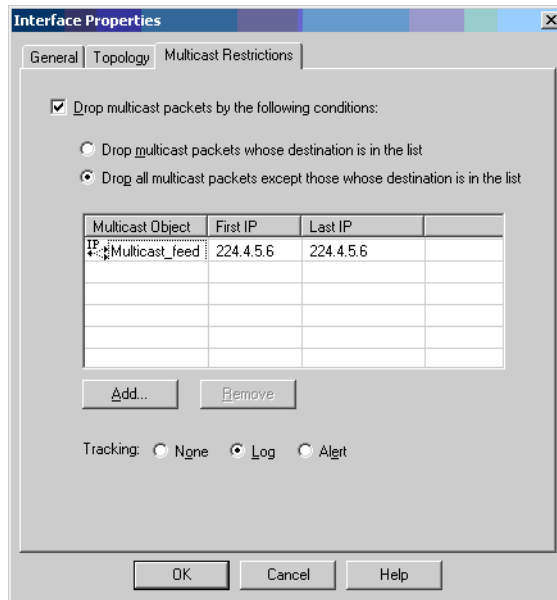 Interface Properties
General Topology Multicast Restrictions
Drop multicast packets by the following conditions:
Drop multicast packets whose destination is in the list
Drop all multicast packets except those whose destination is in the list
Multicast Object First IP Last IP
IP Multicast_feed 224.4.5.6 224.4.5.6
Add... Remove
Tracking: None Log Alert
OK Cancel Help